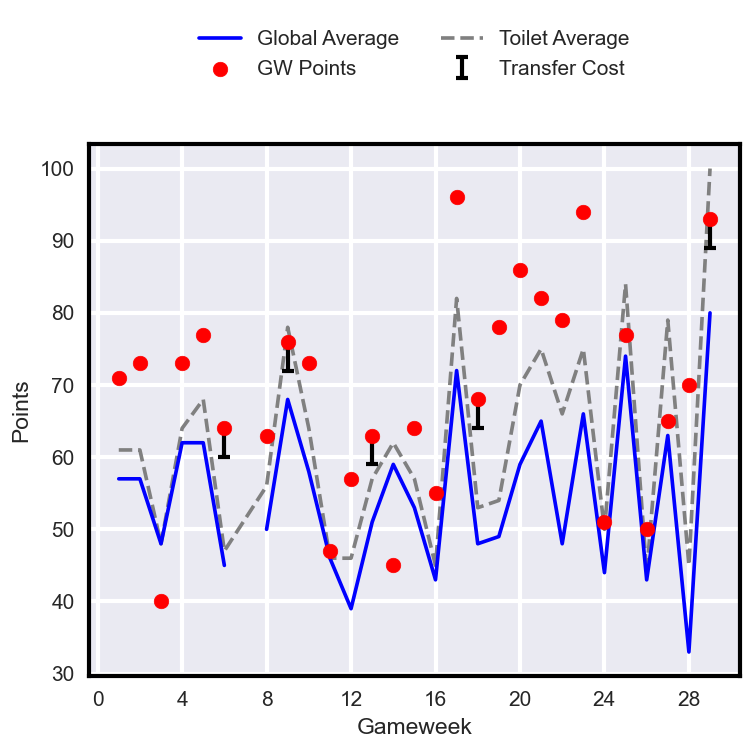 Global Average
Toilet Average
GW Points
Transfer Cost
100
90
80
70
60
50
40
30
Points
0 4 8 12 16 20 24 28
Gameweek